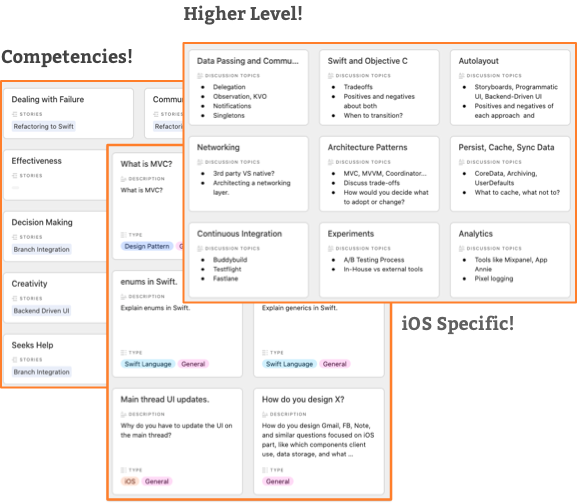 Higher Level!
Competencies!
Dealing with Failure
STORIES
Refactoring to Swift
Commu
STORIES
Refactori
Effectiveness
STORIES
...
Decision Making
STORIES
Branch Integration
Creativity
STORIES
Backend Driven UI
Seeks Help
STORIES
Branch Integration
Data Passing and Commu...
DISCUSSION TOPICS
Delegation
Observation, KVO
Notifications
Singletons
Swift and Objective C
DISCUSSION TOPICS
Tradeoffs
Positives and negatives
about both
When to transition?
Autolayout
DISCUSSION TOPICS
Storyboards, Programmatic
UI, Backend-Driven UI
Positives and negatives of
each approach and
Networking
DISCUSSION TOPICS
3rd party VS native?
Architecting a networking
layer.
Architecture Patterns
DISCUSSION TOPICS
MVC, MVVM, Coordinator...
Discuss trade-offs
How would you decide what
to adopt or change?
Persist, Cache, Sync Data
DISCUSSION TOPICS
CoreData, Archiving,
UserDefaults
What to cache, what not to?
Continuous Integration
DISCUSSION TOPICS
Buddybuild
Testflight
Fastlane
Experiments
DISCUSSION TOPICS
A/B Testing Process
In-House vs external tools
Analytics
DISCUSSION TOPICS
Tools like Mixpanel, App
Annie
Pixel logging
iOS Specific!
What is MVC?
DESCRIPTION
What is MVC?
TYPE
Design Pattern
G
enums in Swift.
DESCRIPTION
Explain enums in Swift.
TYPE
Swift Language General
Explain generics in Swift.
TYPE
Swift Language General
Main thread UI updates.
DESCRIPTION
Why do you have to update the UI on
the main thread?
TYPE
iOS General
How do you design X?
DESCRIPTION
How do you design Gmail, FB, Note,
and similar questions focused on iOS
part, like which components client
use, data storage, and what ...
TYPE
General